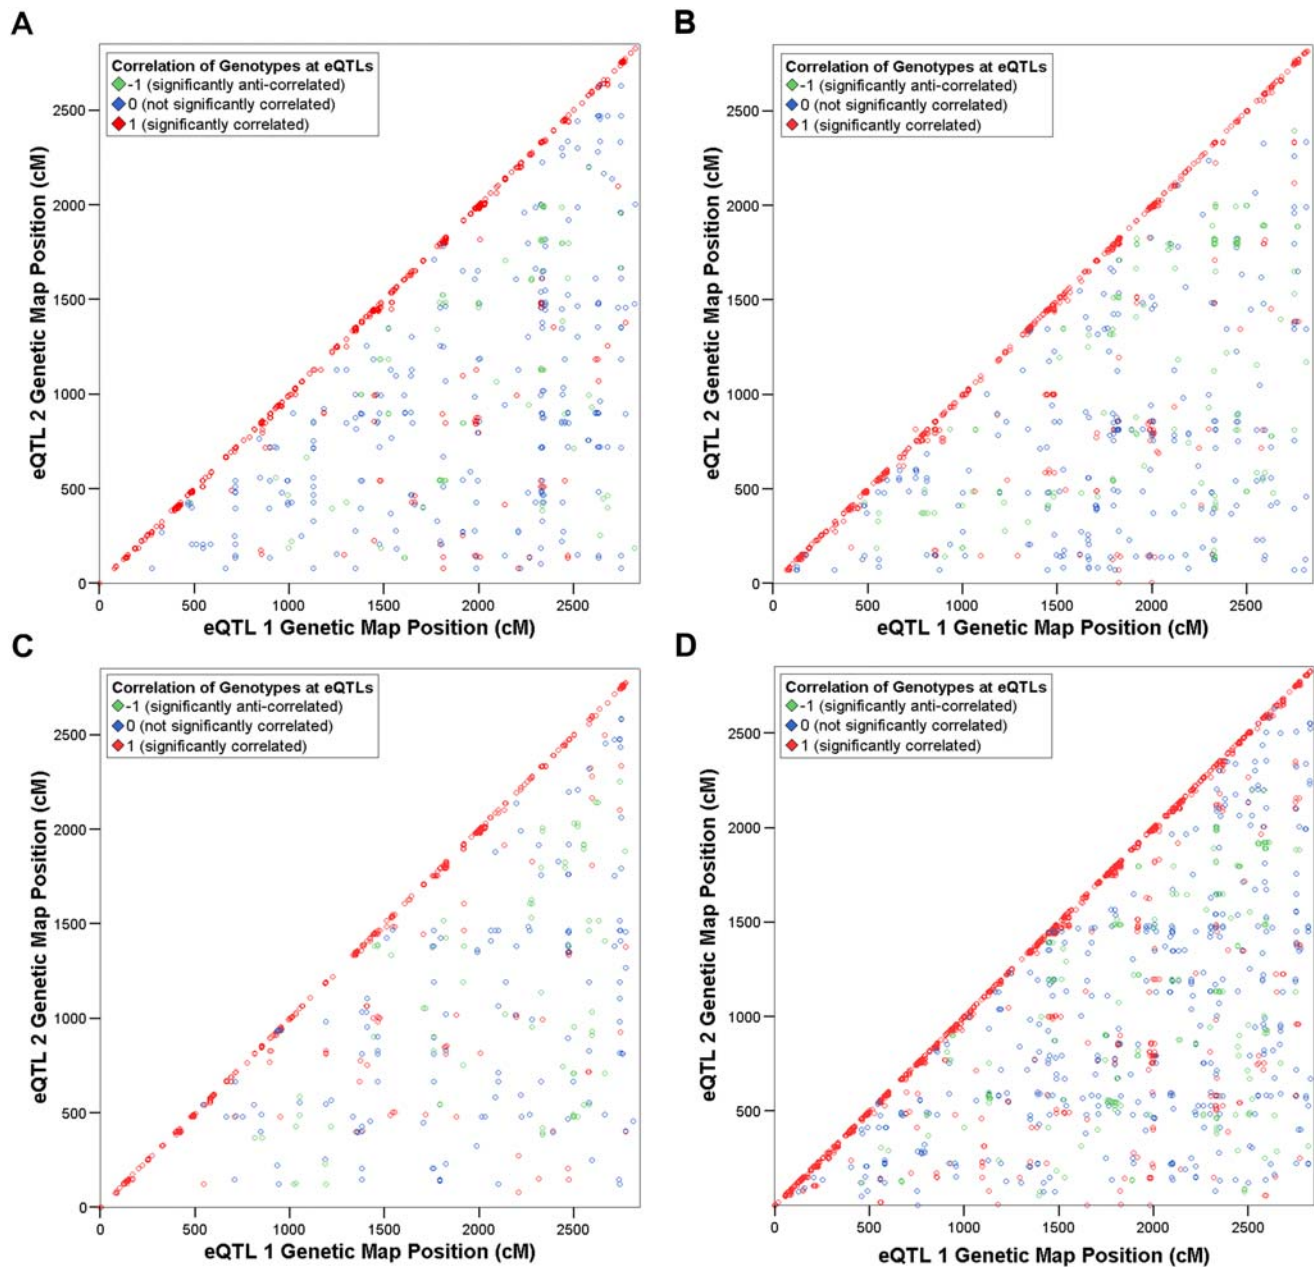 A
Correlation of Genotypes at eQTLs
-1 (significantly anti-correlated)
0 (not significantly correlated)
1 (significantly correlated)
eQTL 2 Genetic Map Position (cM)
2500
2000
1500
1000
500
0
0 500 1000 1500 2000 2500
eQTL 1 Genetic Map Position (cM)
B
Correlation of Genotypes at eQTLs
-1 (significantly anti-correlated)
0 (not significantly correlated)
1 (significantly correlated)
eQTL 2 Genetic Map Position (cM)
2500
2000
1500
1000
500
0
0 500 1000 1500 2000 2500
eQTL 1 Genetic Map Position (cM)
C
Correlation of Genotypes at eQTLs
-1 (significantly anti-correlated)
0 (not significantly correlated)
1 (significantly correlated)
eQTL 2 Genetic Map Position (cM)
2500
2000
1500
1000
500
0
0 500 1000 1500 2000 2500
eQTL 1 Genetic Map Position (cM)
D
Correlation of Genotypes at eQTLs
-1 (significantly anti-correlated)
0 (not significantly correlated)
1 (significantly correlated)
eQTL 2 Genetic Map Position (cM)
2500
2000
1500
1000
500
0 500 1000 1500 2000 2500
eQTL 1 Genetic Map Position (cM)